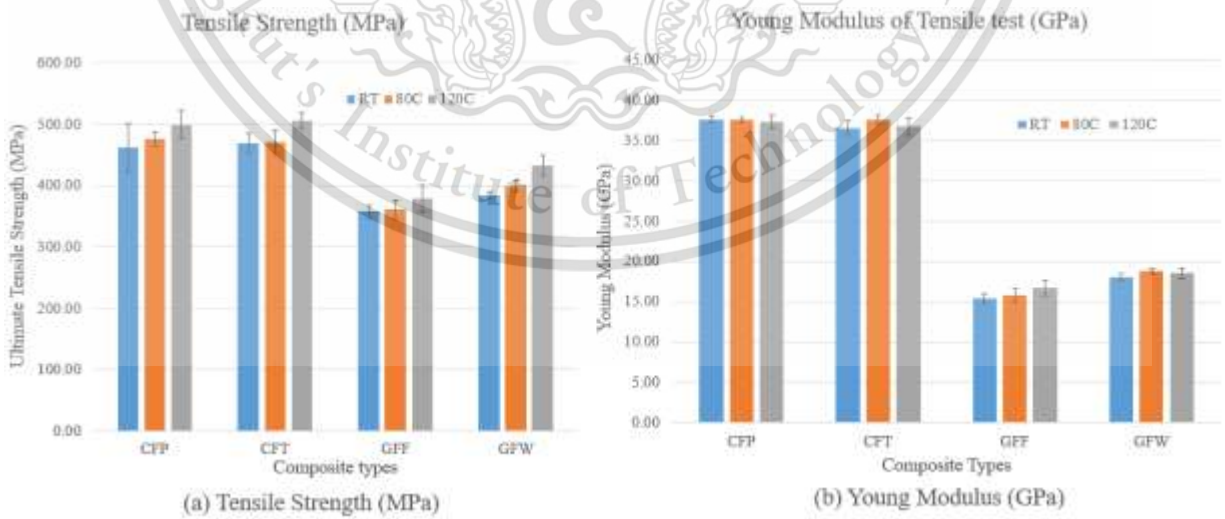 Tensile Strength (MPa)
600.00
500.00
400.00
300.00
200.00
100.00
0.00
Ultimate Tensile Strength (MPa)
RT 80C 120C
CFP CFT GFF GFW
Composite types
(a) Tensile Strength (MPa)
Young Modulus of Tensile test (GPa)
45.00
40.00
35.00
30.00
25.00
20.00
15.00
10.00
5.00
0.00
Young Modulus (GPa)
RT 80C 120C
CFP CFT GFF GFW
Composite Types
(b) Young Modulus (GPa)
Institute of Technology